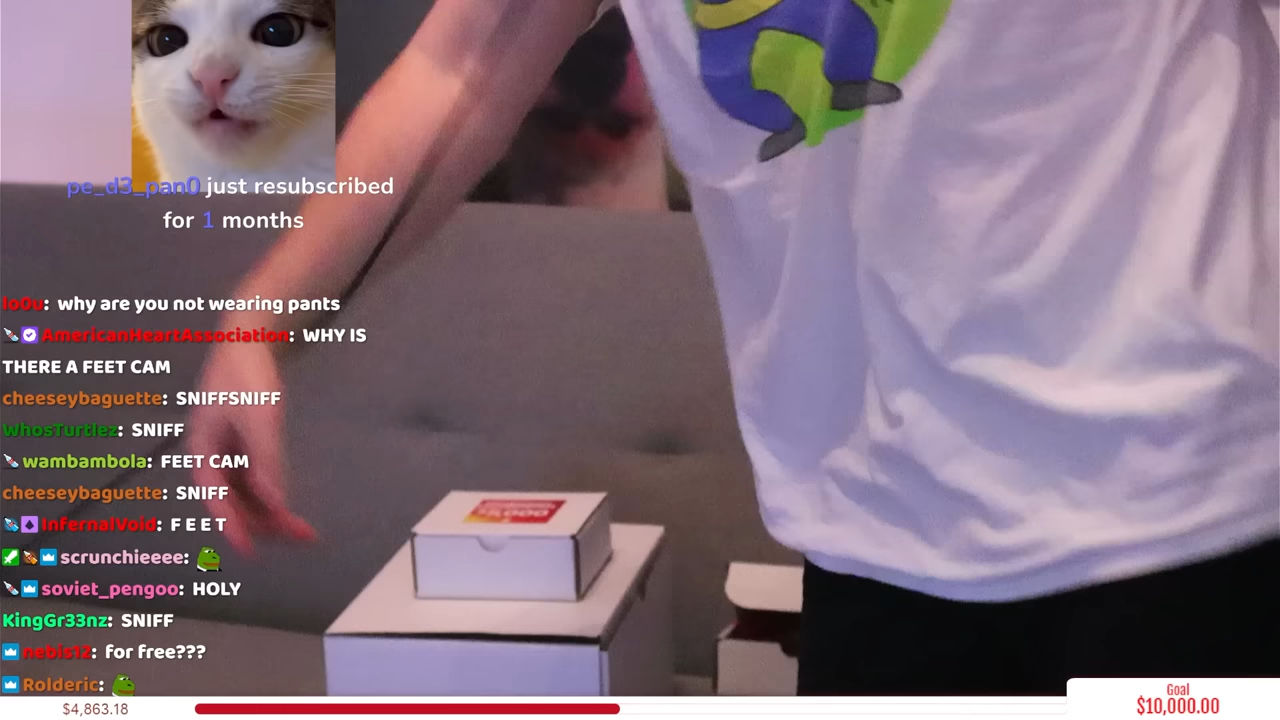 pe_d3_pan0 just resubscribed
for 1 months
lo0u: why are you not wearing pants
AmericanHeartAssociation: WHY IS
THERE A FEET CAM
cheeseybaguette: SNIFFSNIFF
WhosTurtlez: SNIFF
wambambola: FEET CAM
cheeseybaguette: SNIFF
InfernalVoid: F E E T
scrunchieeee:
soviet_pengoo: HOLY
KingGr33nz: SNIFF
nebis12: for free???
Rolderic:
$4,863.18
Goal
$10,000.00